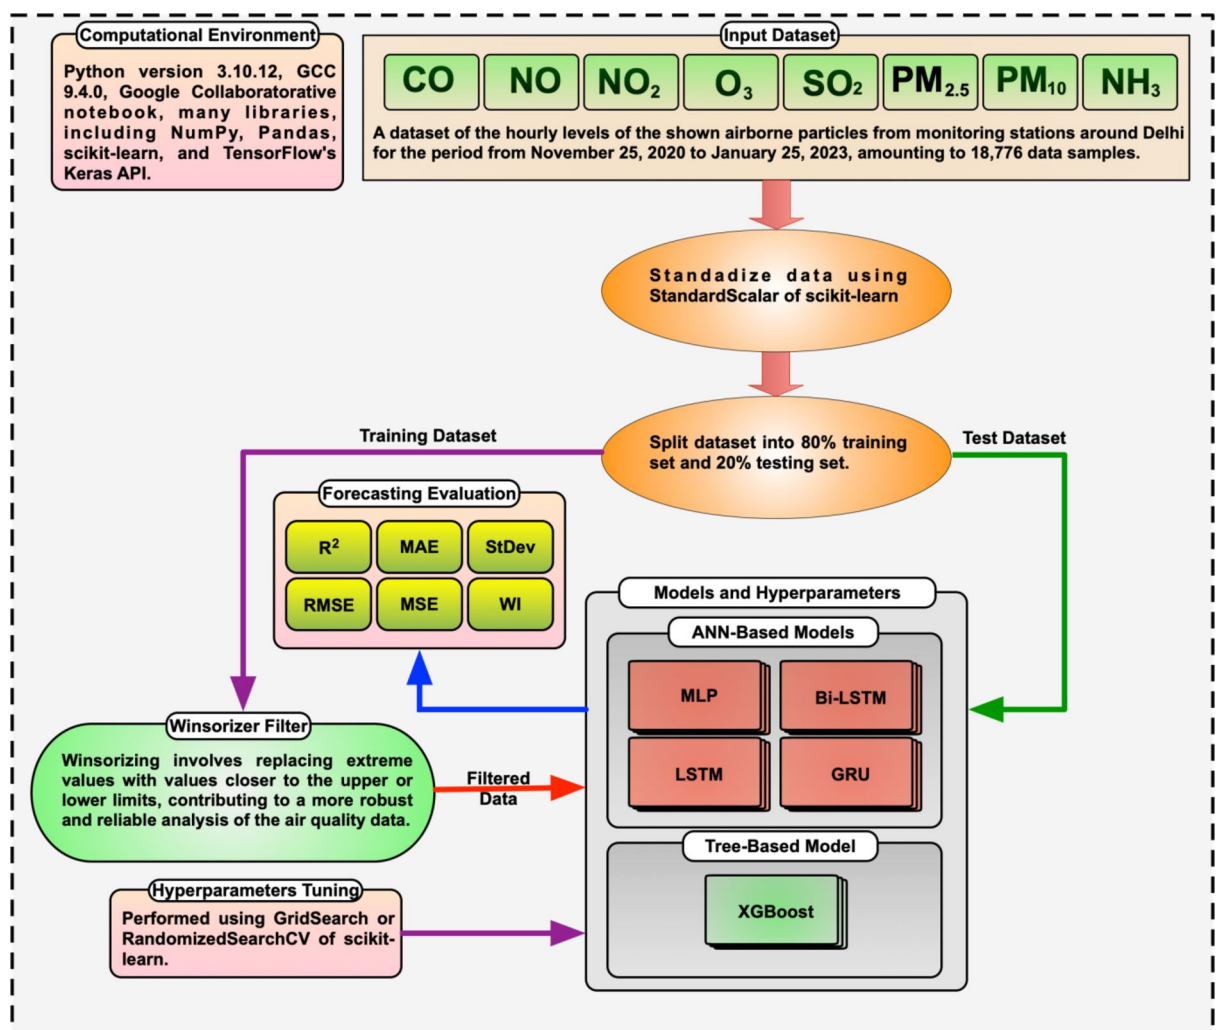 Computational Environment
Python version 3.10.12, GCC
9.4.0, Google Collaboratorative
notebook, many libraries,
including NumPy, Pandas,
scikit-learn, and TensorFlow's
Keras API.
Input Dataset
CO NO NO₂ O₃ SO₂ PM₂.₅ PM₁₀ NH₃
A dataset of the hourly levels of the shown airborne particles from monitoring stations around Delhi
for the period from November 25, 2020 to January 25, 2023, amounting to 18,776 data samples.
Standadize data using
StandardScalar of scikit-learn
Split dataset into 80% training
set and 20% testing set.
Training Dataset
Test Dataset
Forecasting Evaluation
R² MAE StDev
RMSE MSE WI
Models and Hyperparameters
ANN-Based Models
MLP Bi-LSTM
LSTM GRU
Tree-Based Model
XGBoost
Winsorizer Filter
Winsorizing involves replacing extreme
values with values closer to the upper or
lower limits, contributing to a more robust
and reliable analysis of the air quality data.
Filtered
Data
Hyperparameters Tuning
Performed using GridSearch or
RandomizedSearchCV of scikit-
learn.